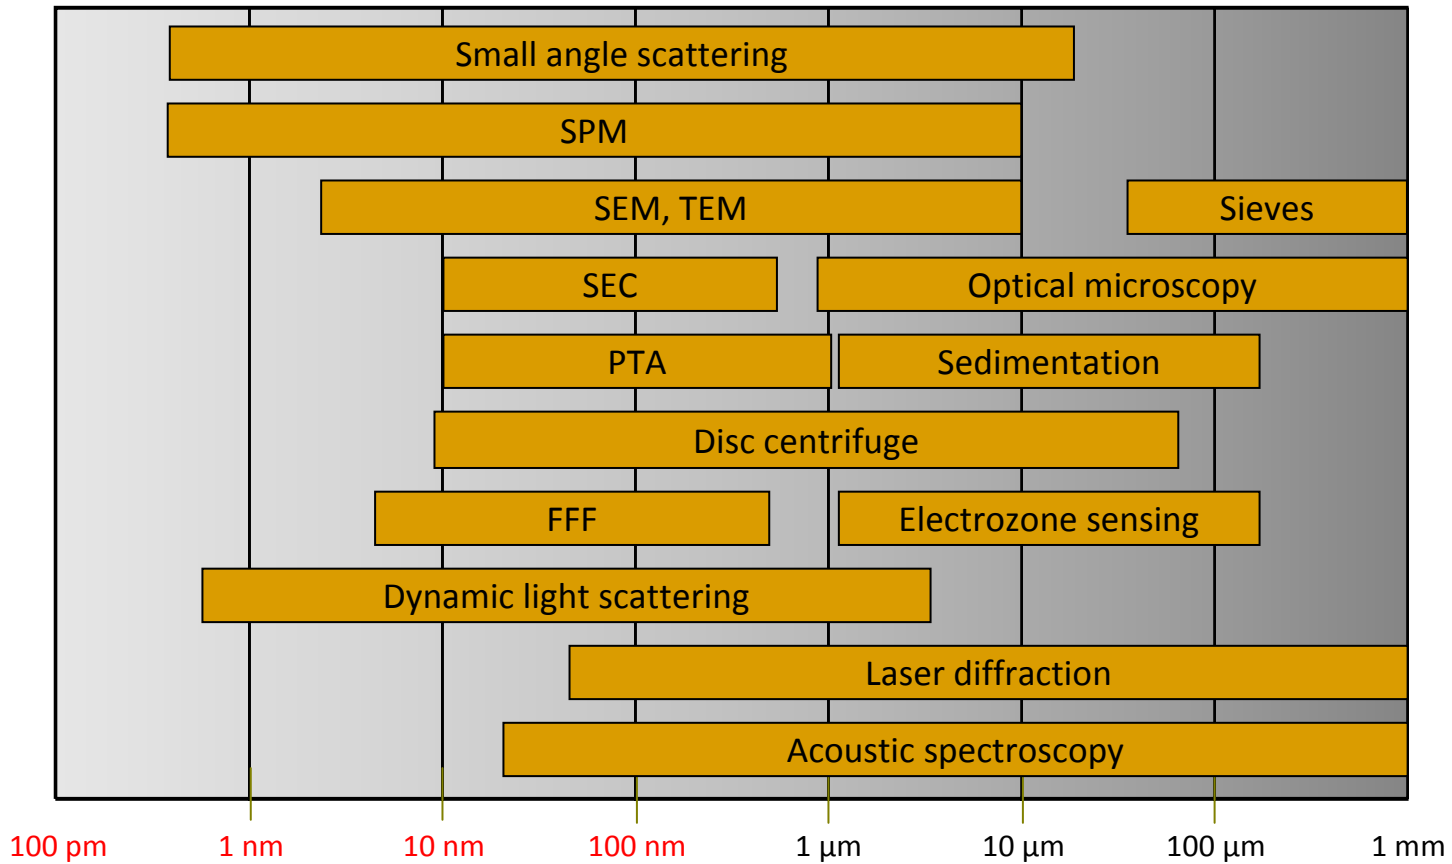 Small angle scattering
SPM
SEM, TEM
Sieves
SEC
Optical microscopy
PTA
Sedimentation
Disc centrifuge
FFF
Electrozone sensing
Dynamic light scattering
Laser diffraction
Acoustic spectroscopy
100 pm 1 nm 10 nm 100 nm 1 µm 10 µm 100 µm 1 mm